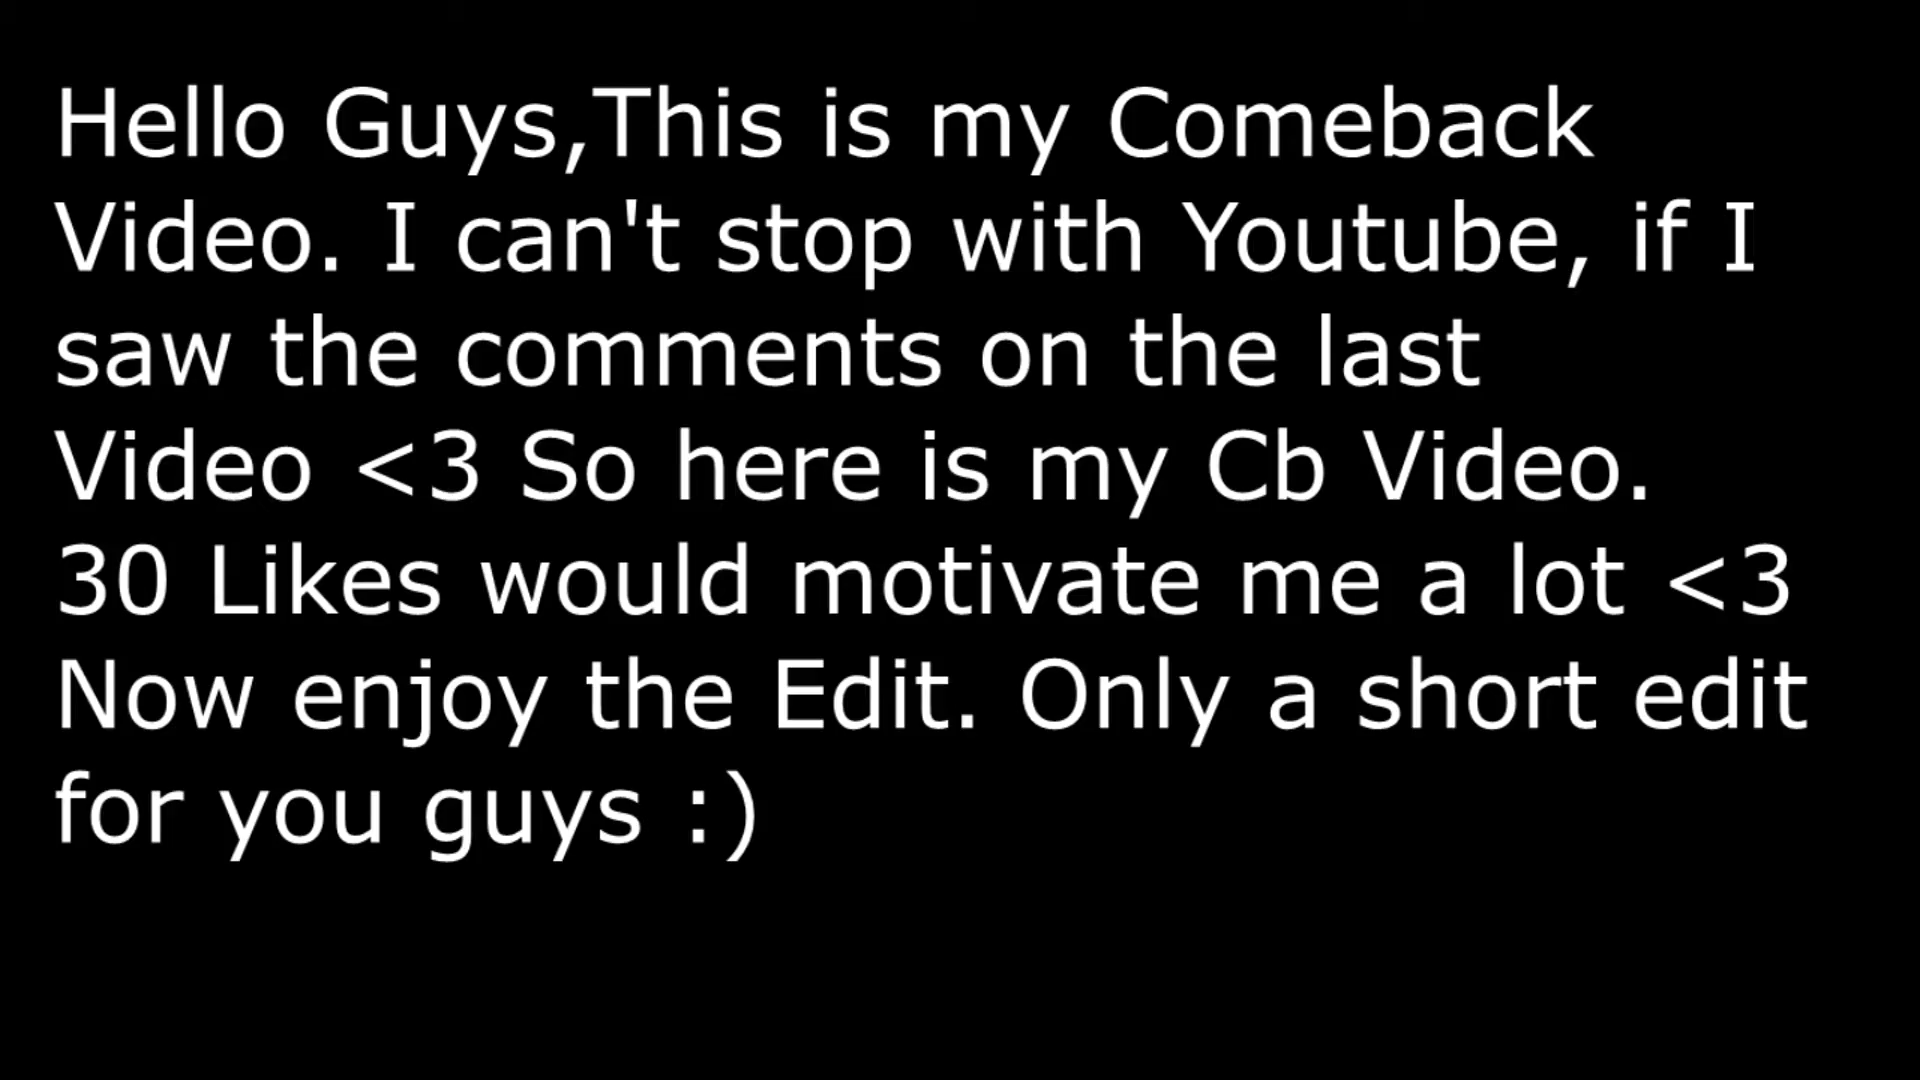 Hello Guys,This is my Comeback
Video. I can't stop with Youtube, if I
saw the comments on the last
Video <3 So here is my Cb Video.
30 Likes would motivate me a lot <3
Now enjoy the Edit. Only a short edit
for you guys :)